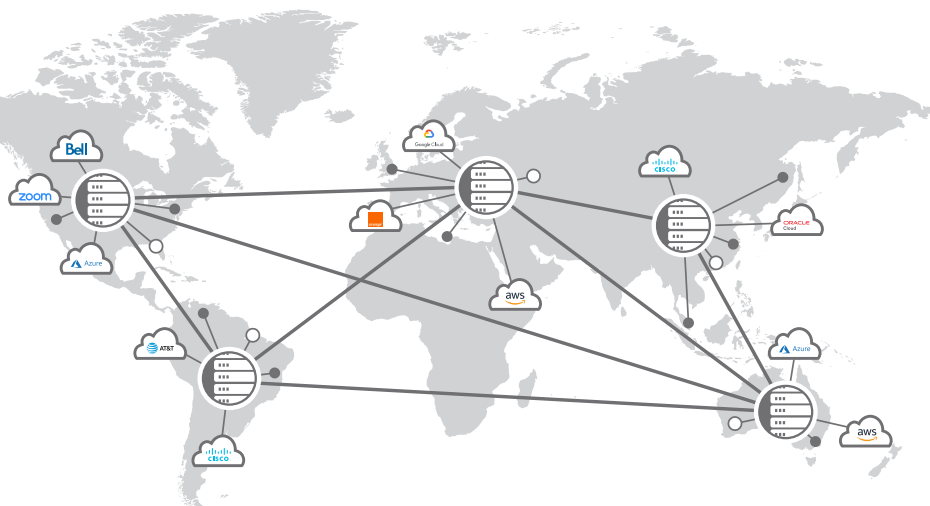 Bell
zoom
Azure
AT&T
CISCO
Google Cloud
orange
aws
CISCO
ORACLE
Cloud
Azure
aws